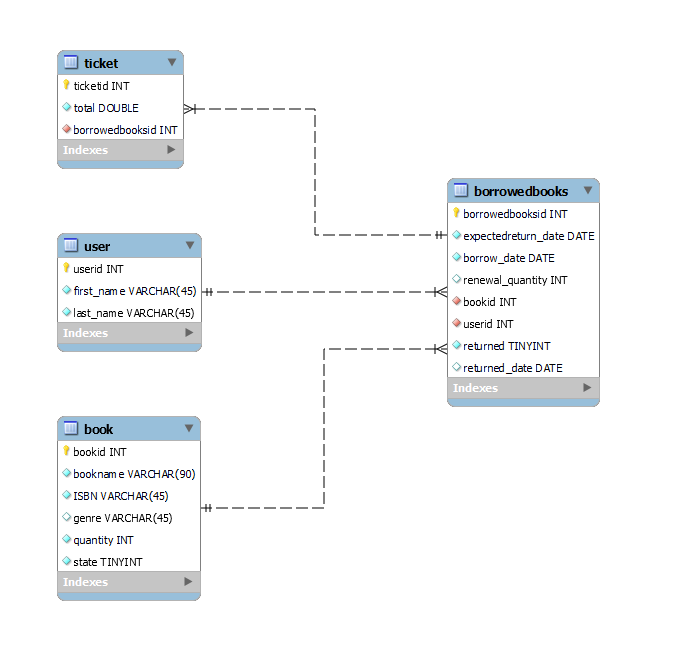 ticket
ticketid INT
total DOUBLE
borrowedbooksid INT
Indexes
user
userid INT
first_name VARCHAR(45)
last_name VARCHAR(45)
Indexes
book
bookid INT
bookname VARCHAR(90)
ISBN VARCHAR(45)
genre VARCHAR(45)
quantity INT
state TINYINT
Indexes
borrowedbooks
borrowedbooksid INT
expectedreturn_date DATE
borrow_date DATE
renewal_quantity INT
bookid INT
userid INT
returned TINYINT
returned_date DATE
Indexes